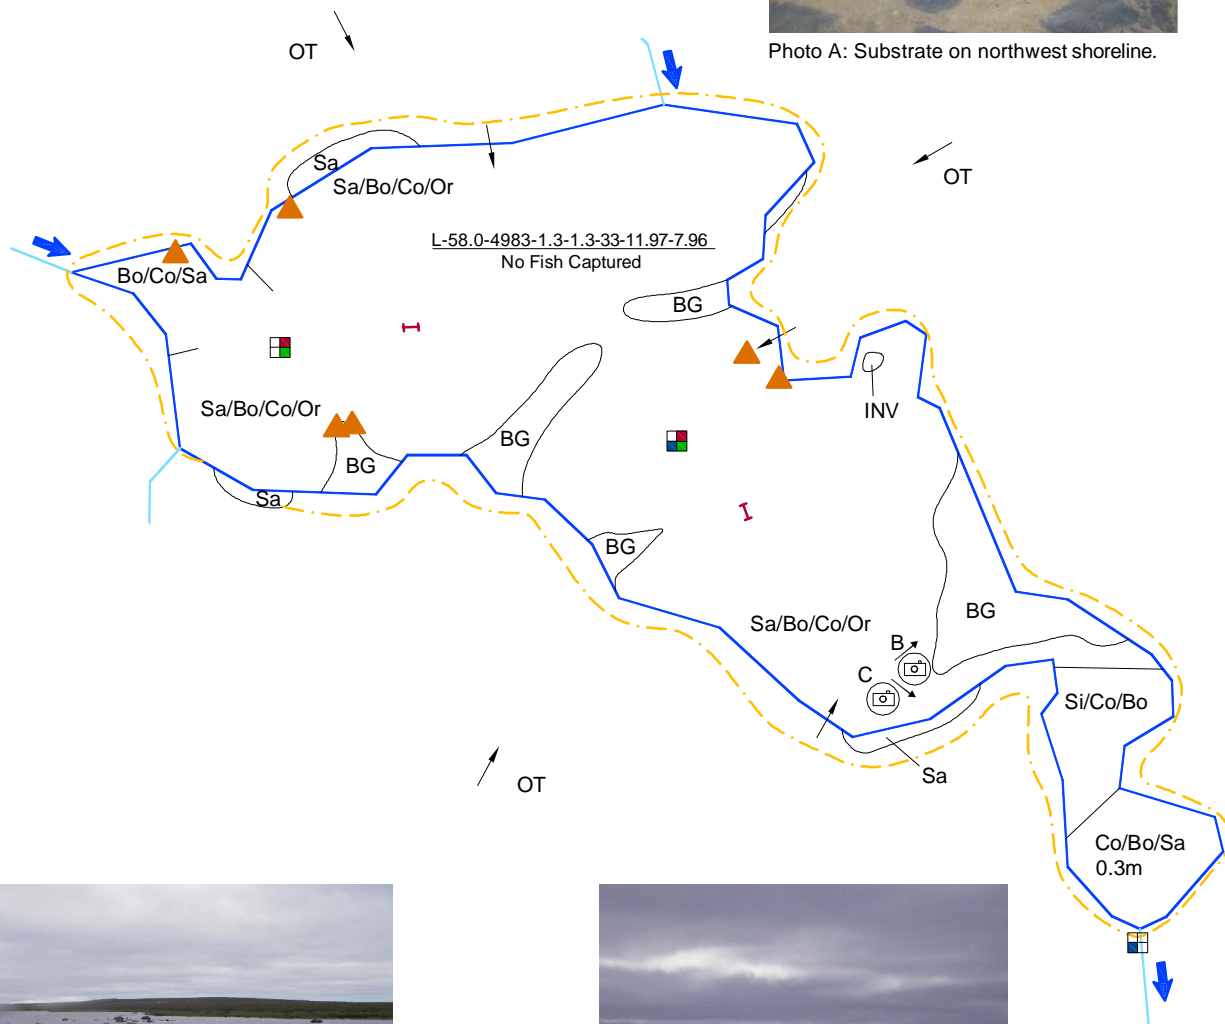 Photo A: Substrate on northwest shoreline.
OT
OT
Sa
Sa/Bo/Co/Or
L-58.0-4983-1.3-1.3-33-11.97-7.96
No Fish Captured
Bo/Co/Sa
BG
INV
Sa/Bo/Co/Or
BG
BG
Sa
BG
BG
Sa/Bo/Co/Or
B
C
Si/Co/Bo
Sa
OT
Co/Bo/Sa
0.3m